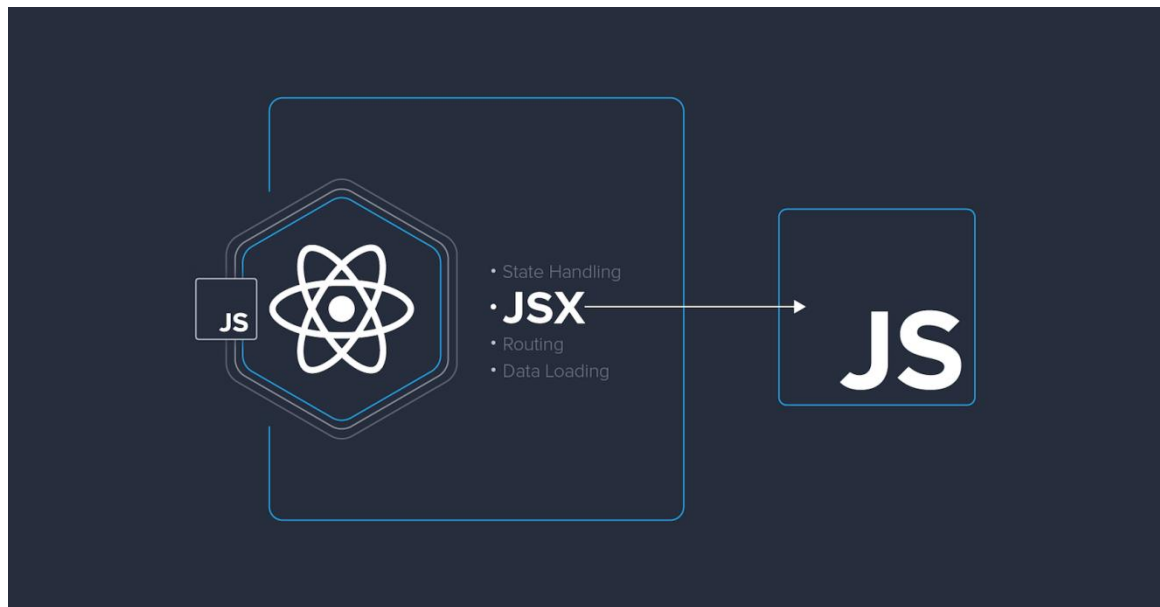 JS
• State Handling
• JSX
• Routing
• Data Loading
JS